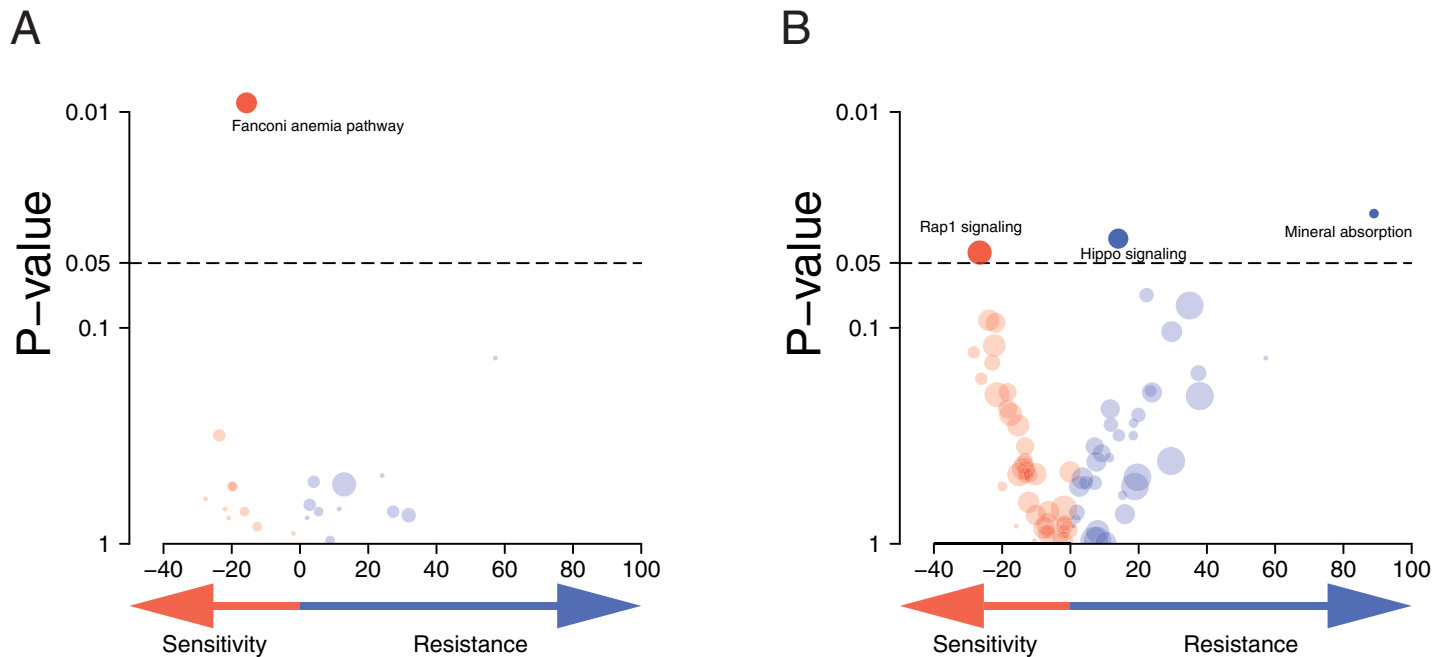 A
P–value
0.01
0.05
0.1
1
Fanconi anemia pathway
−40 −20 0 20 40 60 80 100
Sensitivity Resistance
B
P–value
0.01
0.05
0.1
1
Rap1 signaling
Hippo signaling
Mineral absorption
−40 −20 0 20 40 60 80 100
Sensitivity Resistance